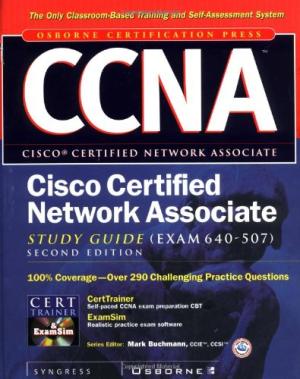 The Only Classroom-Based Training and Self-Assessment System
OSBORNE CERTIFICATION PRESS
CCNA™
CISCO® CERTIFIED NETWORK ASSOCIATE
Cisco Certified
Network Associate
STUDY GUIDE (EXAM 640-507)
SECOND EDITION
100% Coverage—Over 290 Challenging Practice Questions
CERT
TRAINER
& ExamSim
CertTrainer
Self-paced CCNA exam preparation CBT
ExamSim
Realistic practice exam software
Series Editor: Mark Buchmann, CCIE™, CCSI™
SYNGRESS
OSBORNE